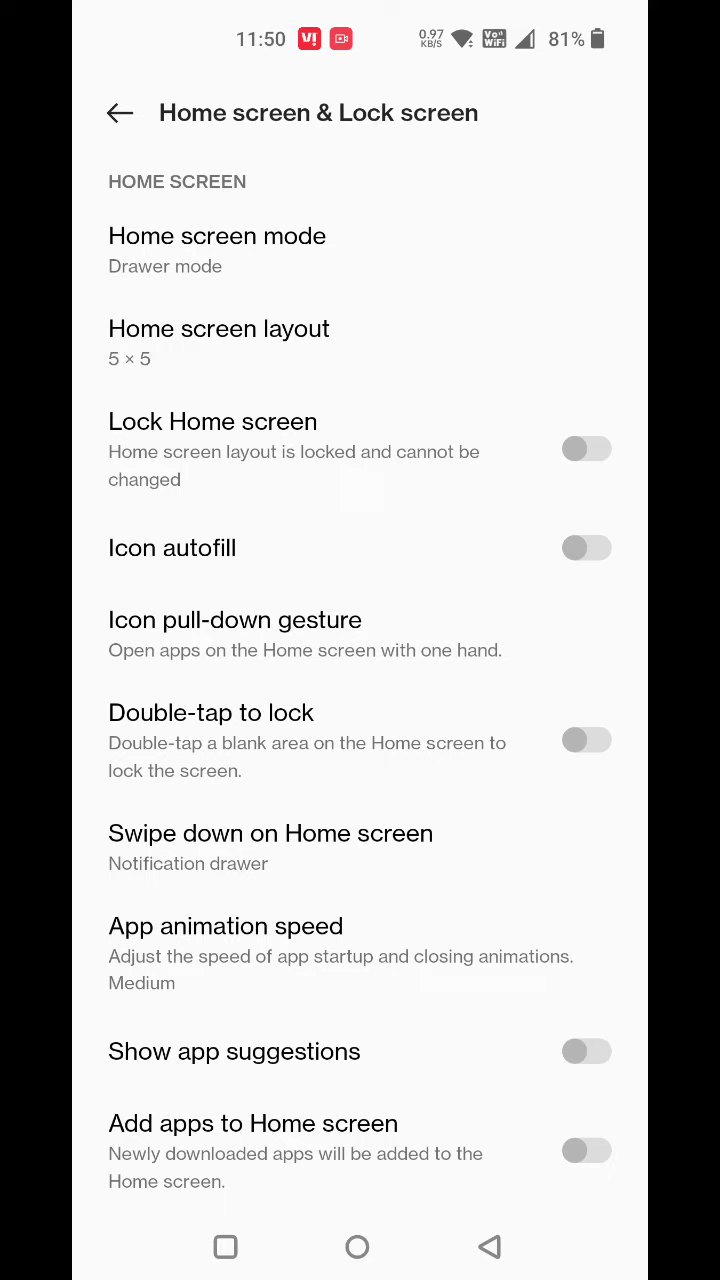 11:50 V! 0.97 KB/S Vo WiFi 81%
Home screen & Lock screen
HOME SCREEN
Home screen mode
Drawer mode
Home screen layout
5 × 5
Lock Home screen
Home screen layout is locked and cannot be
changed
Icon autofill
Icon pull-down gesture
Open apps on the Home screen with one hand.
Double-tap to lock
Double-tap a blank area on the Home screen to
lock the screen.
Swipe down on Home screen
Notification drawer
App animation speed
Adjust the speed of app startup and closing animations.
Medium
Show app suggestions
Add apps to Home screen
Newly downloaded apps will be added to the
Home screen.